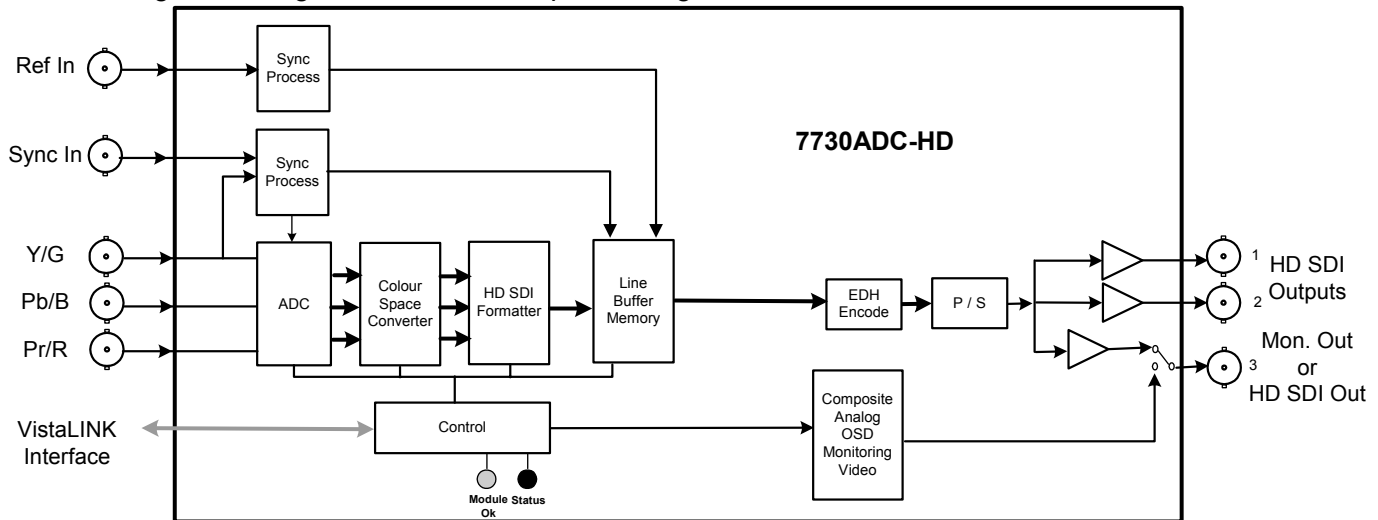 Ref In
Sync
Process
Sync In
Sync
Process
7730ADC-HD
Y/G
Pb/B
Pr/R
ADC
Colour
Space
Converter
HD SDI
Formatter
Line
Buffer
Memory
EDH
Encode
P / S
1
2
HD SDI
Outputs
3
Mon. Out
or
HD SDI Out
VistaLINK
Interface
Control
Module
Ok
Status
Composite
Analog
OSD
Monitoring
Video